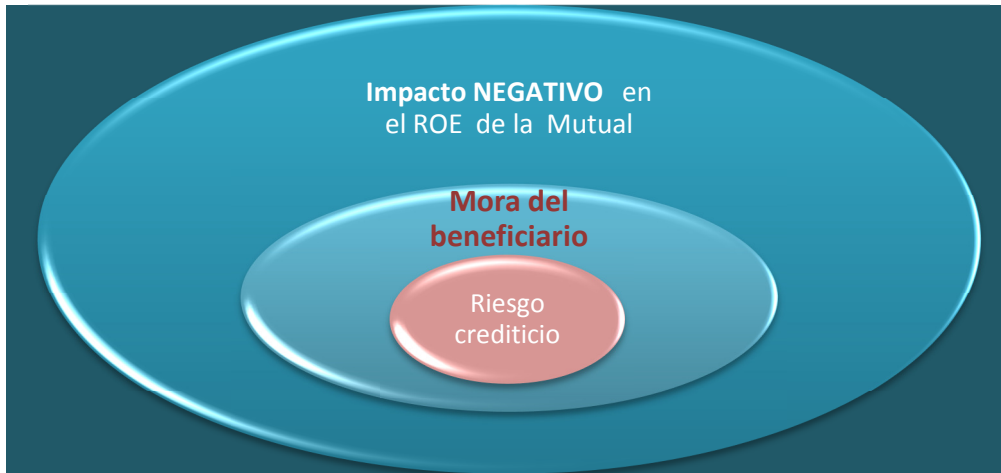 Impacto NEGATIVO en
el ROE de la Mutual
Mora del
beneficiario
Riesgo
crediticio